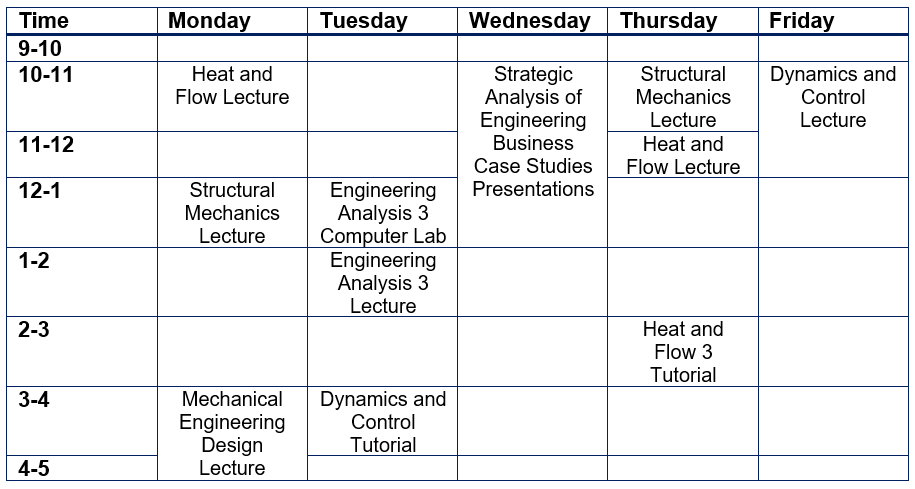 Time Monday Tuesday Wednesday Thursday Friday
9-10
10-11
Heat and
Flow Lecture
Strategic
Analysis of
Engineering
Business
Case Studies
Presentations
Structural
Mechanics
Lecture
Dynamics and
Control
Lecture
11-12
Heat and
Flow Lecture
12-1
Structural
Mechanics
Lecture
Engineering
Analysis 3
Computer Lab
1-2
Engineering
Analysis 3
Lecture
2-3
Heat and
Flow 3
Tutorial
3-4
Mechanical
Engineering
Design
Lecture
Dynamics and
Control
Tutorial
4-5